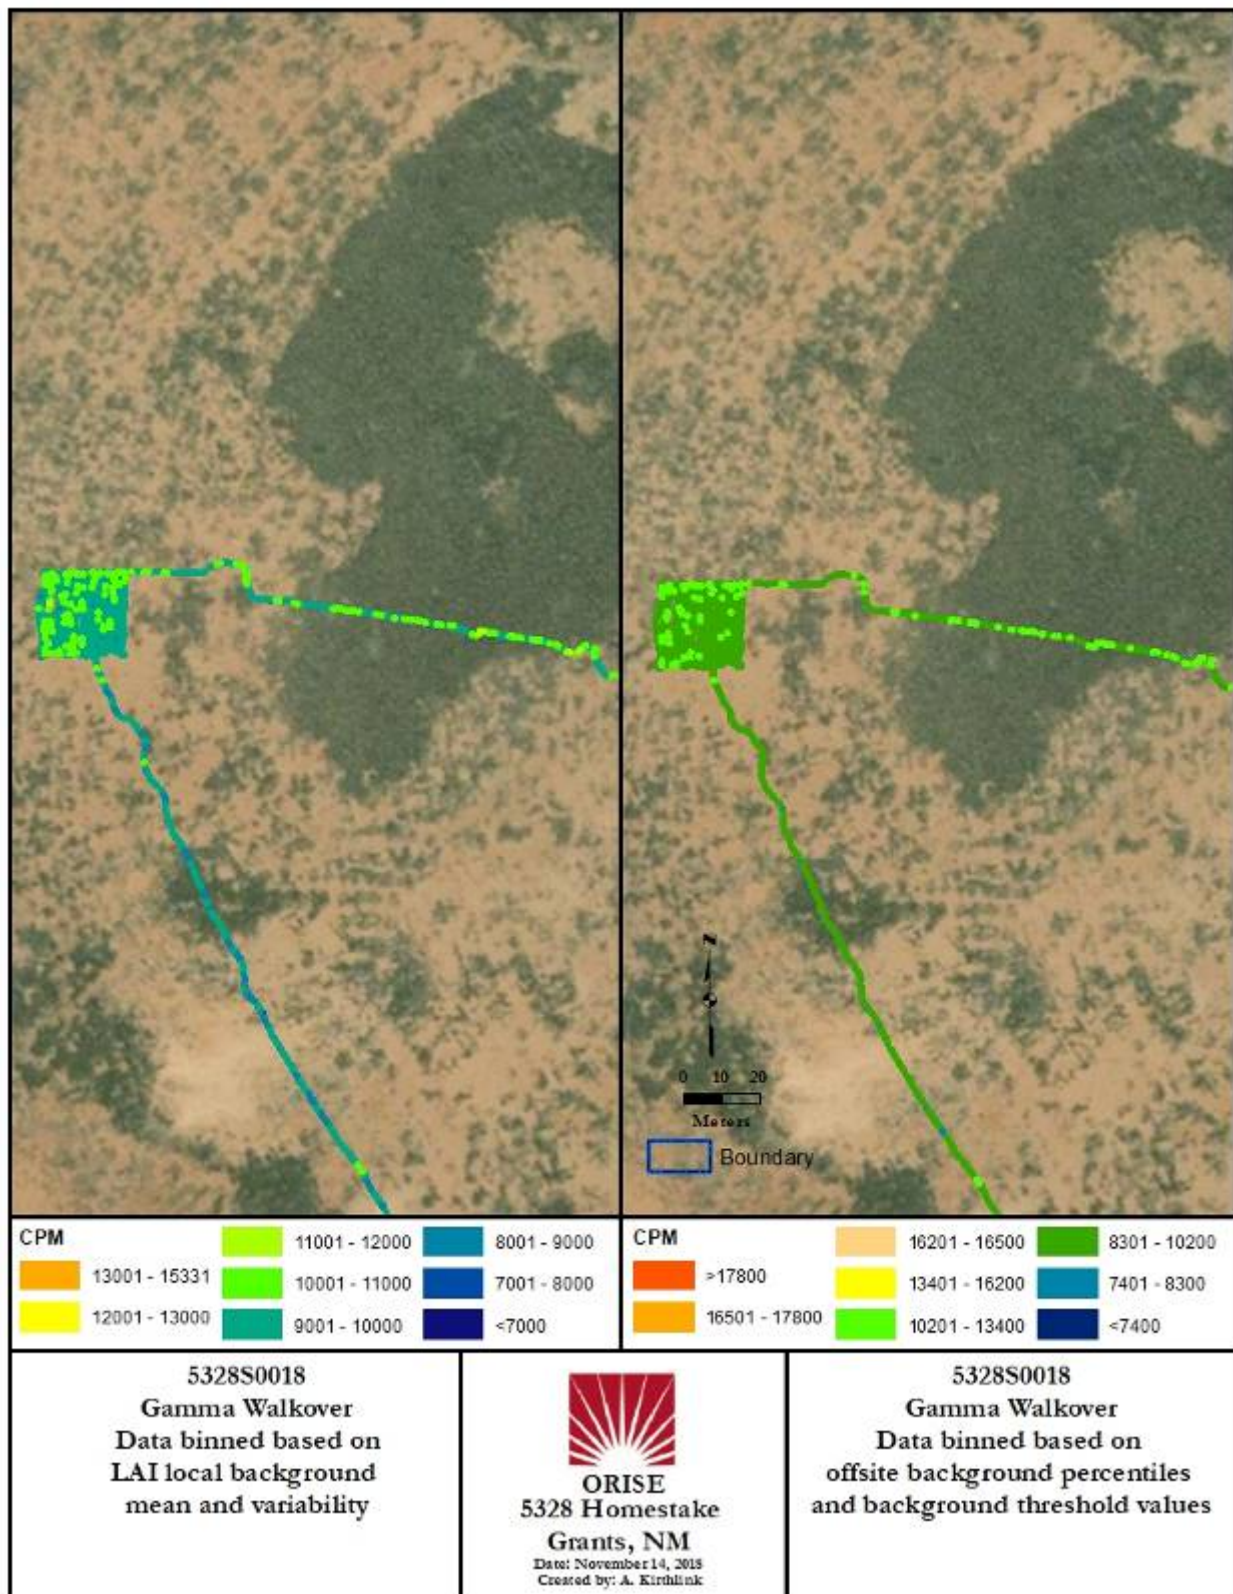 N
0 10 20
Meters
Boundary
CPM
13001 - 15331
12001 - 13000
11001 - 12000
10001 - 11000
9001 - 10000
8001 - 9000
7001 - 8000
<7000
CPM
>17800
16501 - 17800
16201 - 16500
13401 - 16200
10201 - 13400
8301 - 10200
7401 - 8300
<7400
5328S0018
Gamma Walkover
Data binned based on
LAI local background
mean and variability
ORISE
5328 Homestake
Grants, NM
Date: November 14, 2018
Created by: A. Kirthlink
5328S0018
Gamma Walkover
Data binned based on
offsite background percentiles
and background threshold values